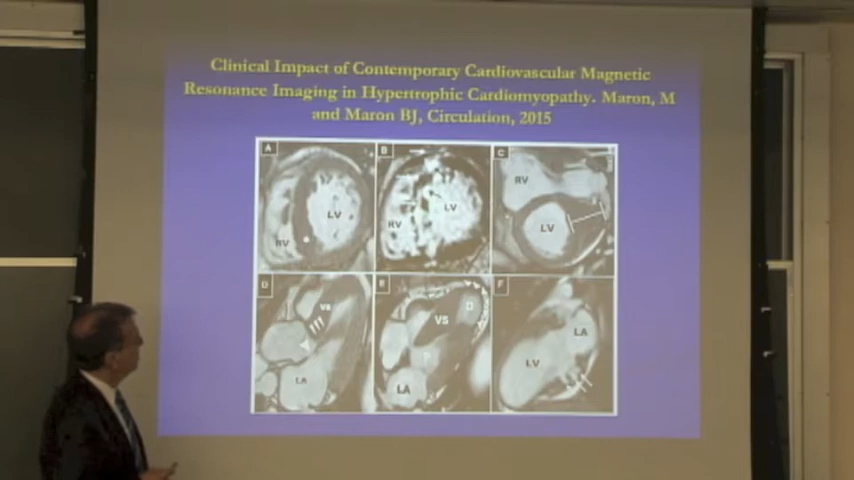 Clinical Impact of Contemporary Cardiovascular Magnetic
Resonance Imaging in Hypertrophic Cardiomyopathy. Maron, M
and Maron BJ, Circulation, 2015
A
LV
RV
B
LV
RV
C
RV
LV
D
VS
LA
E
VS
D
P
LA
F
LA
LV